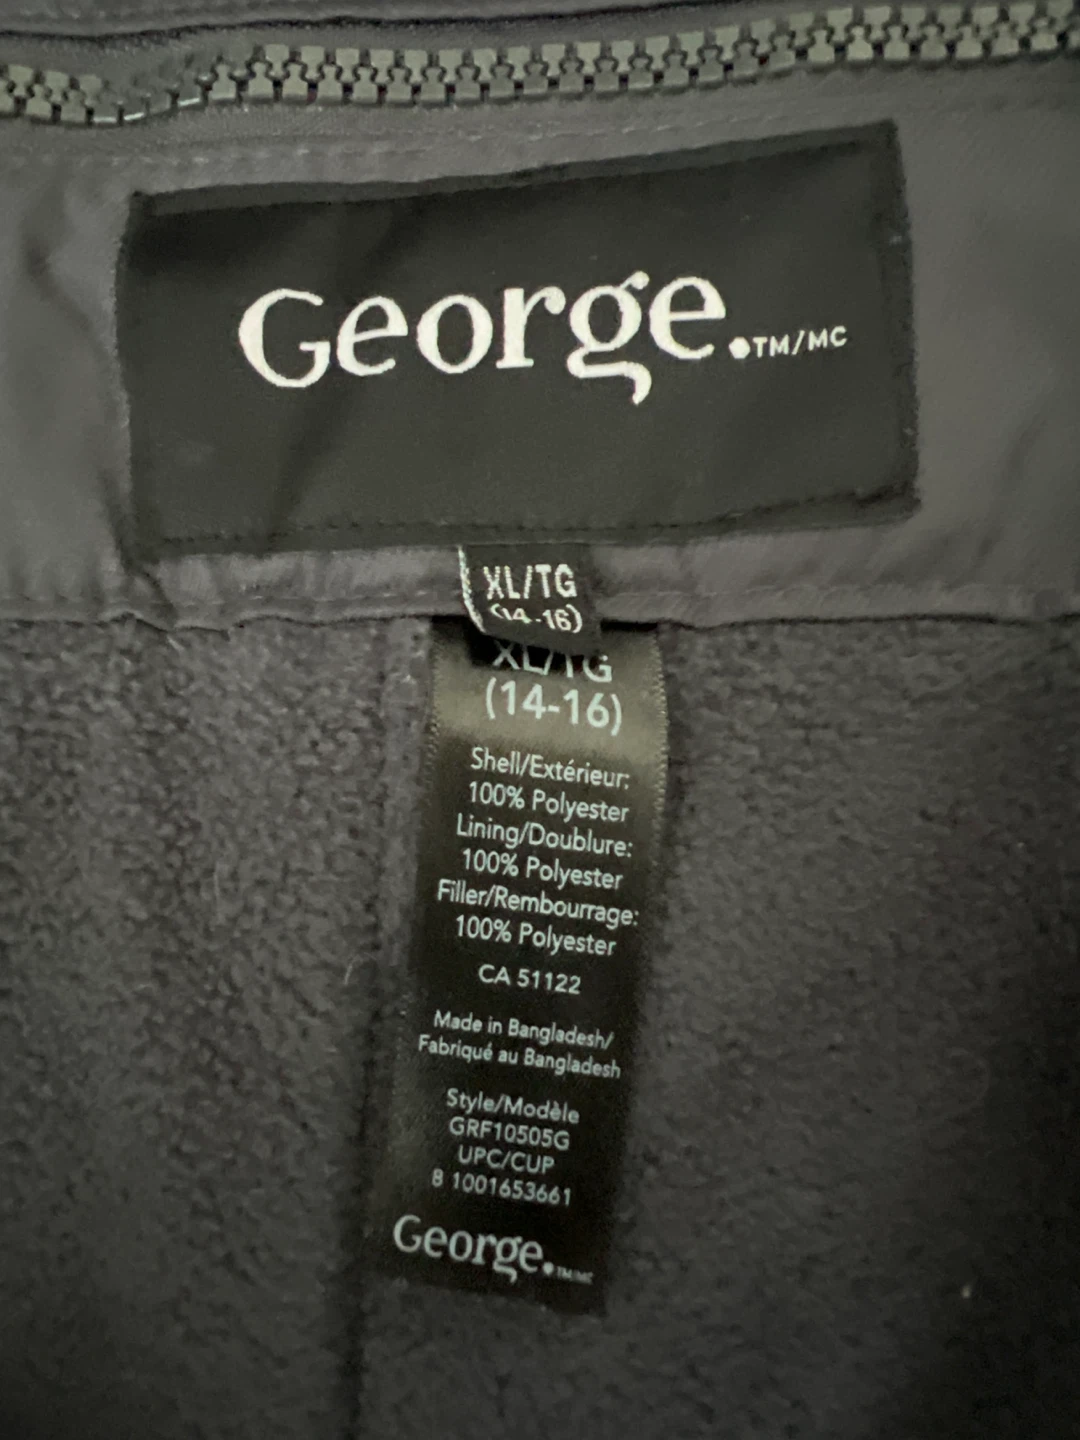 George.TM/MC
XL/TG
(14-16)
XL/TG
(14-16)
Shell/Extérieur:
100% Polyester
Lining/Doublure:
100% Polyester
Filler/Rembourrage:
100% Polyester
CA 51122
Made in Bangladesh/
Fabriqué au Bangladesh
Style/Modèle
GRF10505G
UPC/CUP
8 1001653661
George.TM/MC